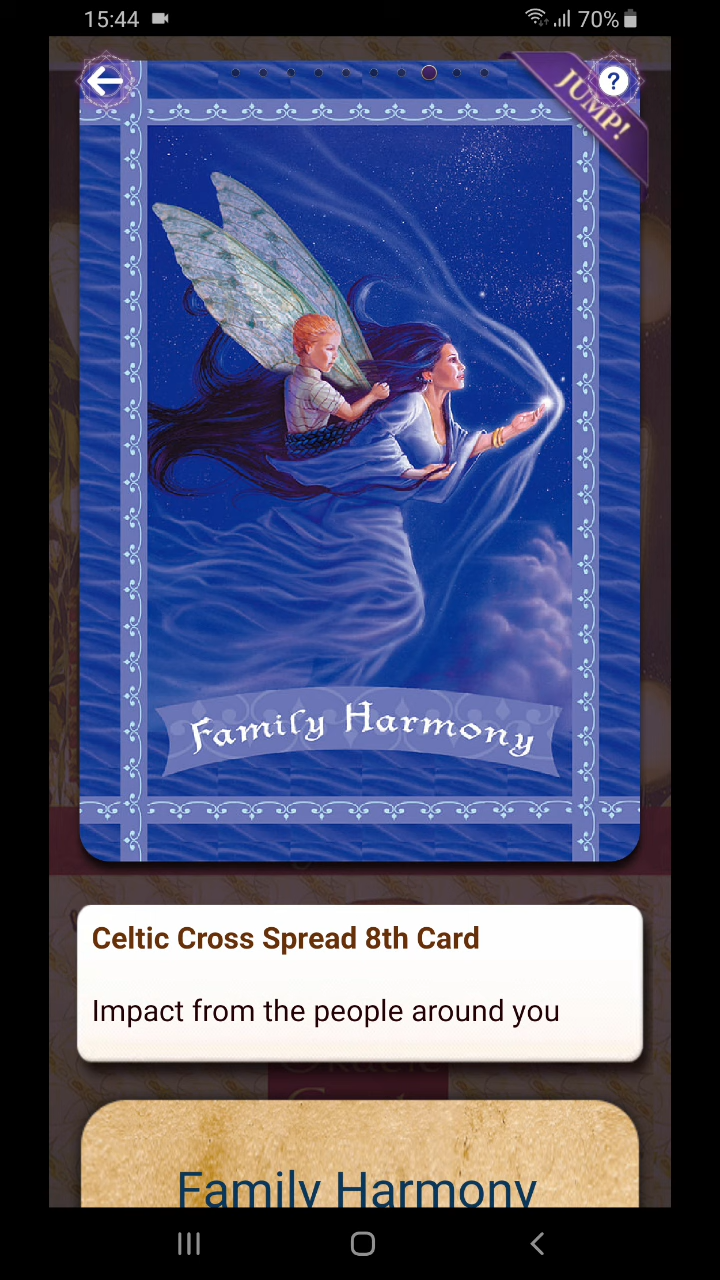 15:44
70%
JUMP!
?
Family Harmony
Celtic Cross Spread 8th Card
Impact from the people around you
Oracle
Family Harmony